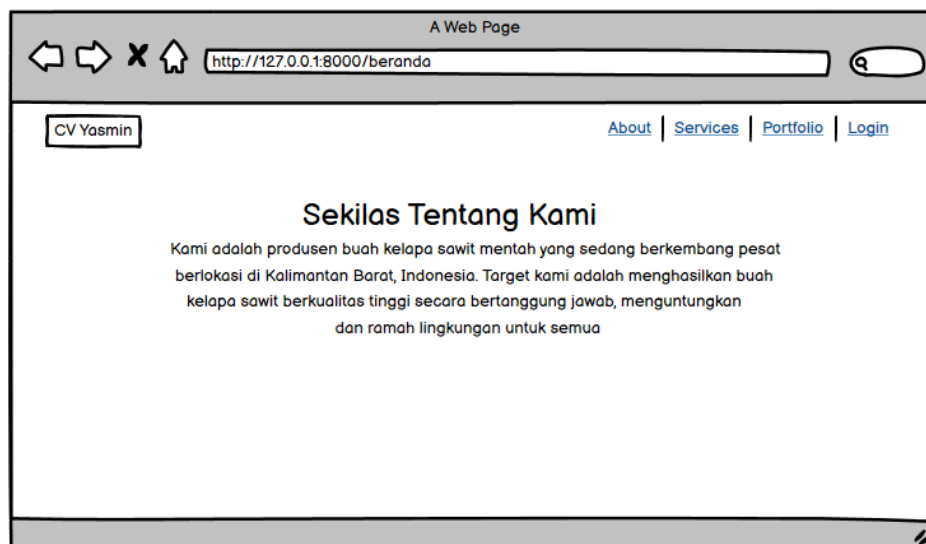 A Web Page
http://127.0.0.1:8000/beranda
CV Yasmin
About Services Portfolio Login
Sekilas Tentang Kami
Kami adalah produsen buah kelapa sawit mentah yang sedang berkembang pesat
berlokasi di Kalimantan Barat, Indonesia. Target kami adalah menghasilkan buah
kelapa sawit berkualitas tinggi secara bertanggung jawab, menguntungkan
dan ramah lingkungan untuk semua